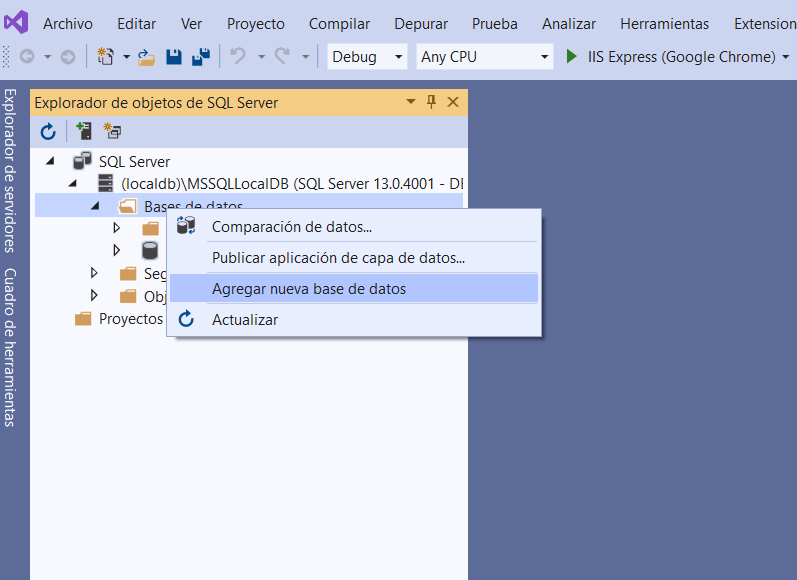 Archivo Editar Ver Proyecto Compilar Depurar Prueba Analizar Herramientas Extension
Debug Any CPU IIS Express (Google Chrome)
Explorador de servidores
Cuadro de herramientas
Explorador de objetos de SQL Server
SQL Server
(localdb)\MSSQLLocalDB (SQL Server 13.0.4001 - DI
Bases de datos
Comparación de datos...
Publicar aplicación de capa de datos...
Seg
Agregar nueva base de datos
Obj
Proyectos
Actualizar